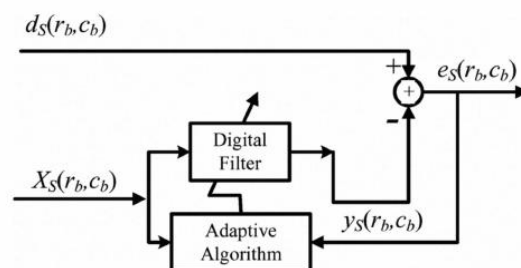 d_S(r_b,c_b)
+
e_S(r_b,c_b)
+
-
Digital
Filter
X_S(r_b,c_b)
y_S(r_b,c_b)
Adaptive
Algorithm